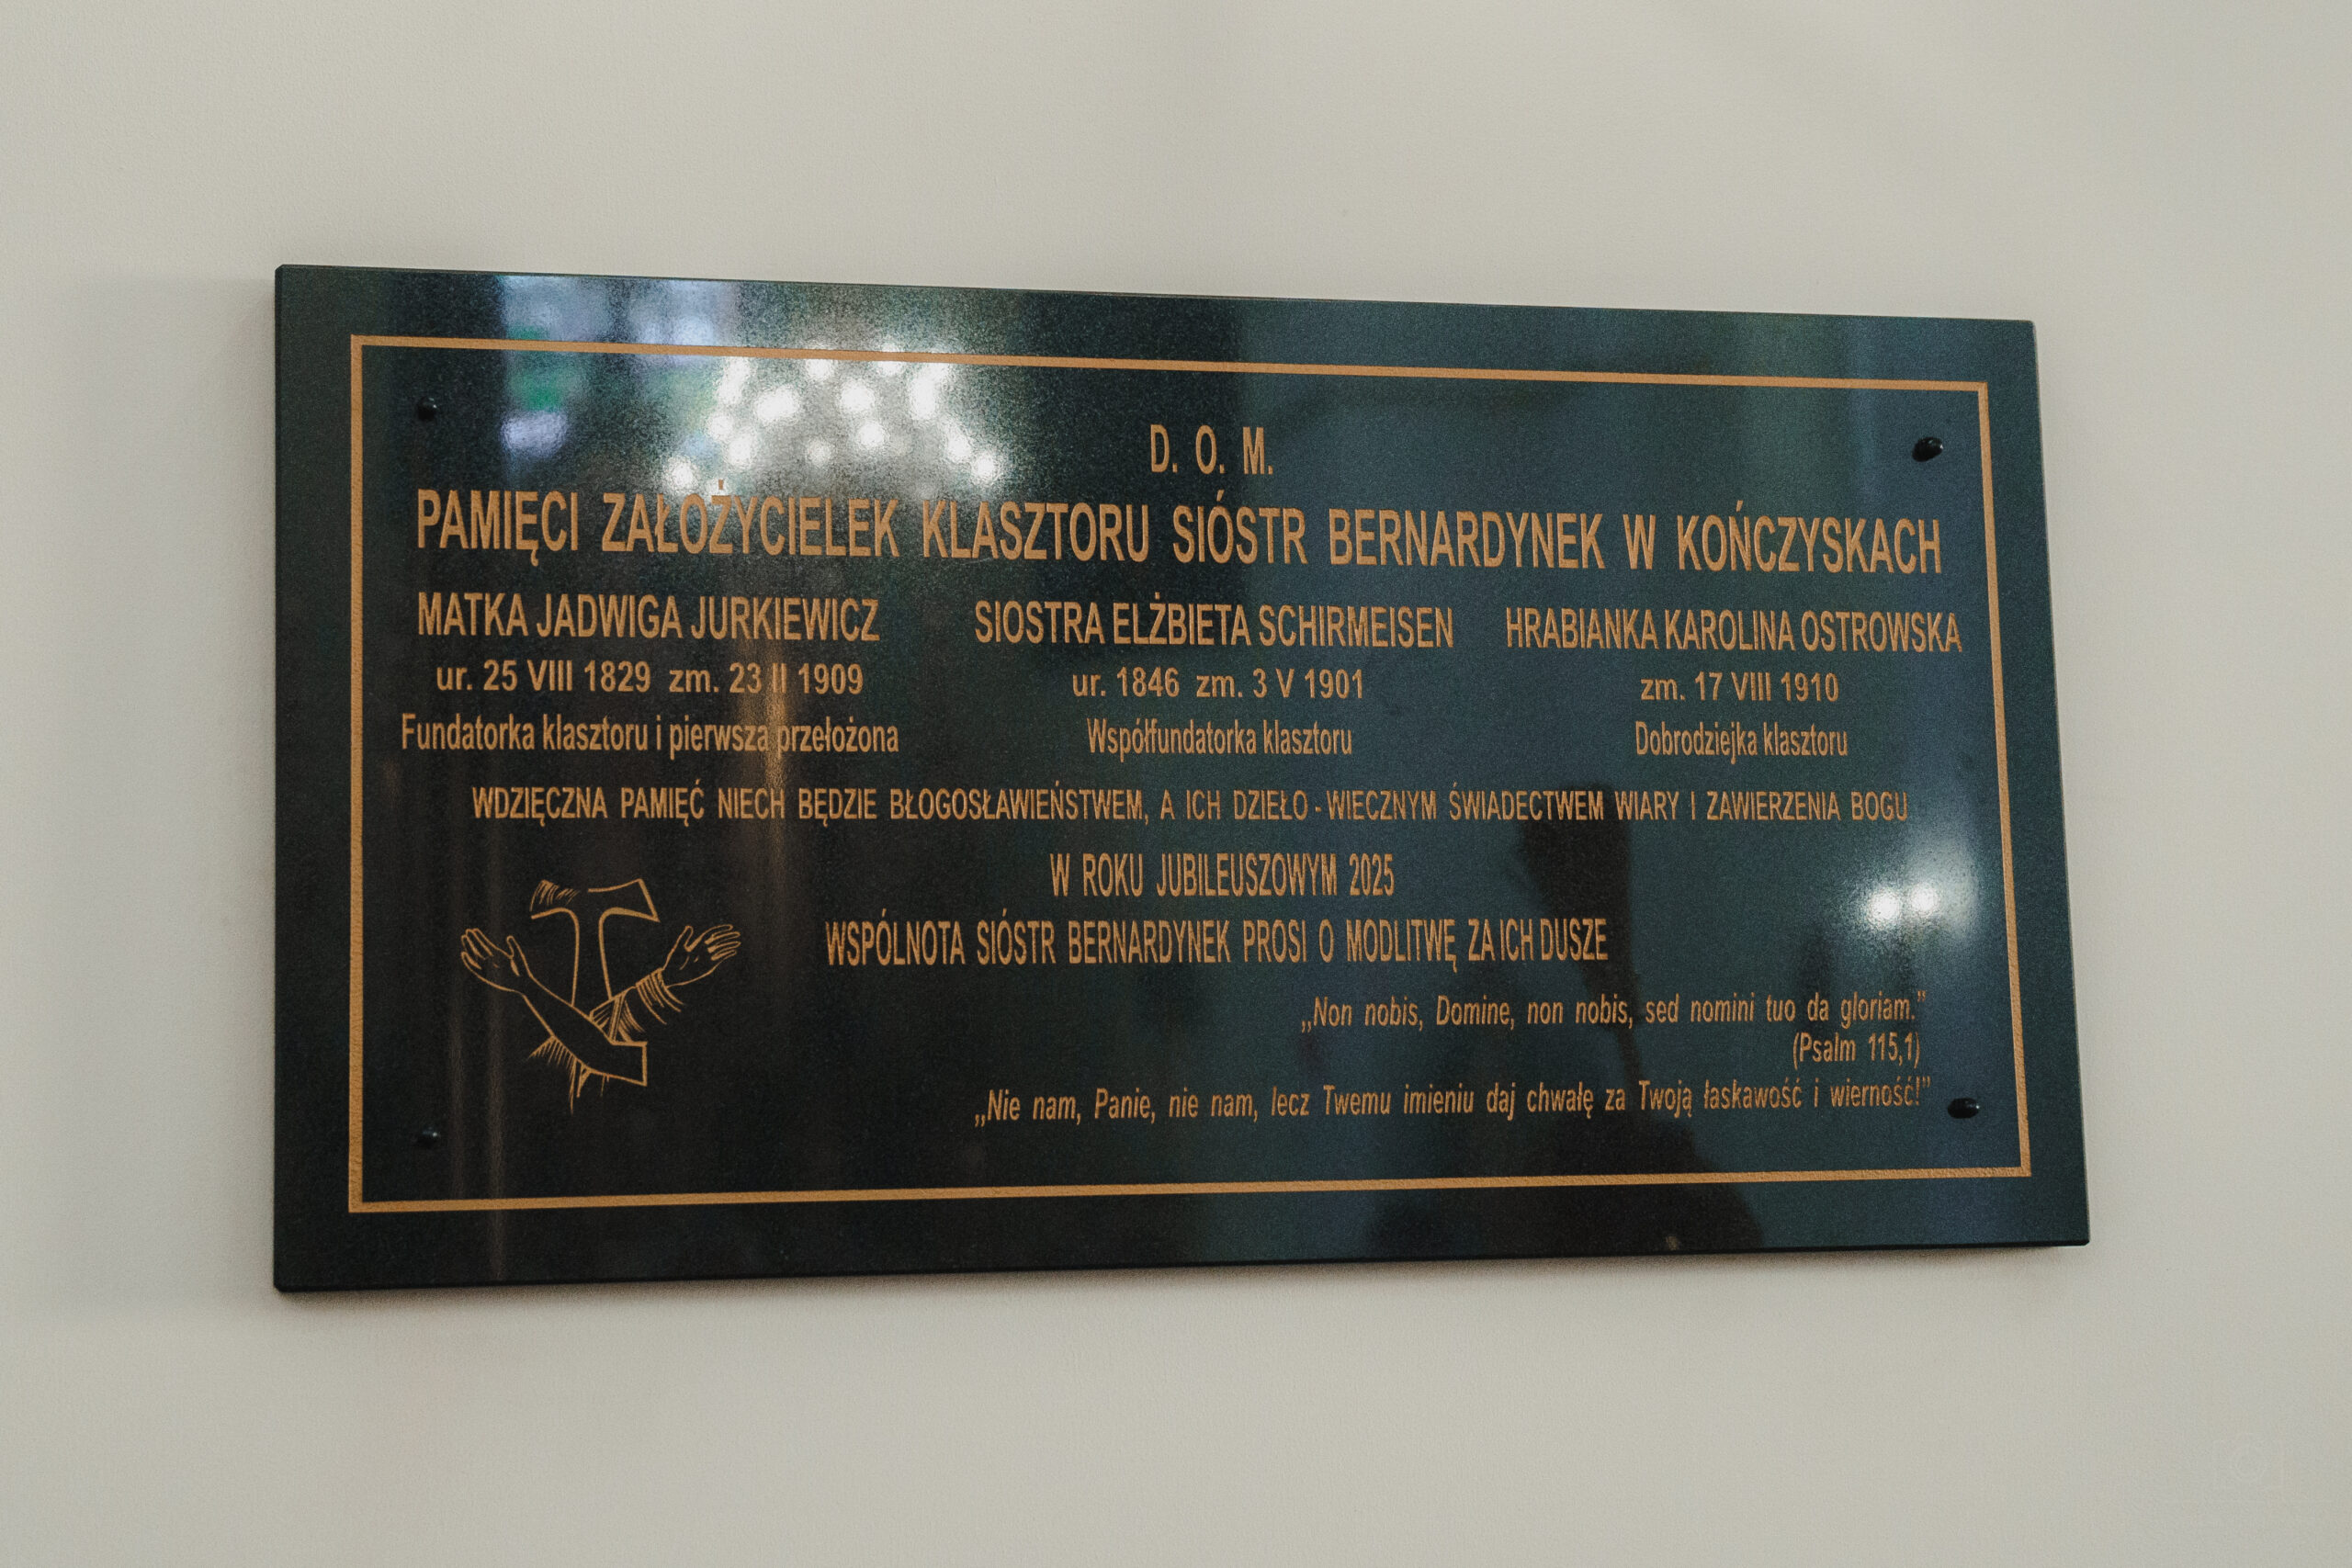 D. O. M.
PAMIĘCI ZAŁOŻYCIELEK KLASZTORU SIÓSTR BERNARDYNEK W KOŃCZYSKACH
MATKA JADWIGA JURKIEWICZ
ur. 25 VIII 1829 zm. 23 II 1909
Fundatorka klasztoru i pierwsza przełożona
SIOSTRA ELŻBIETA SCHIRMEISEN
ur. 1846 zm. 3 V 1901
Współfundatorka klasztoru
HRABIANKA KAROLINA OSTROWSKA
zm. 17 VIII 1910
Dobrodziejka klasztoru
WDZIĘCZNA PAMIĘĆ NIECH BĘDZIE BŁOGOSŁAWIEŃSTWEM, A ICH DZIEŁO - WIECZNYM ŚWIADECTWEM WIARY I ZAWIERZENIA BOGU
W ROKU JUBILEUSZOWYM 2025
WSPÓLNOTA SIÓSTR BERNARDYNEK PROSI O MODLITWĘ ZA ICH DUSZE
„Non nobis, Domine, non nobis, sed nomini tuo da gloriam.”
(Psalm 115,1)
„Nie nam, Panie, nie nam, lecz Twemu imieniu daj chwałę za Twoją łaskawość i wierność!”